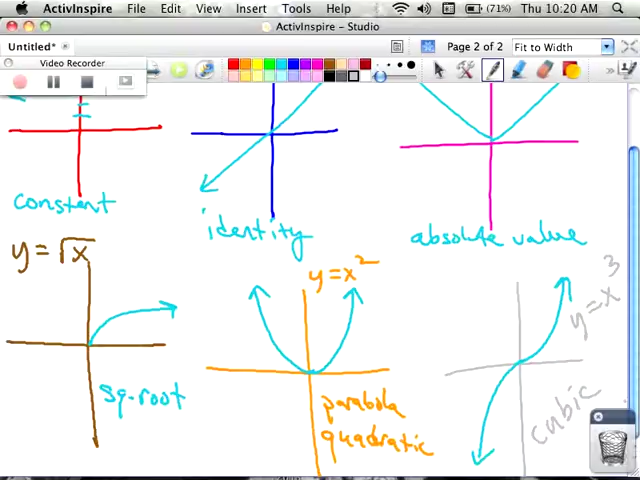 ActivInspire File Edit View Insert Tools Help (71%) Thu 10:20 AM
ActivInspire - Studio
Untitled* Page 2 of 2 Fit to Width
Video Recorder
constant
identity
absolute value
y = √x
sq-root
y = x²
parabola
quadratic
y = x³
cubic